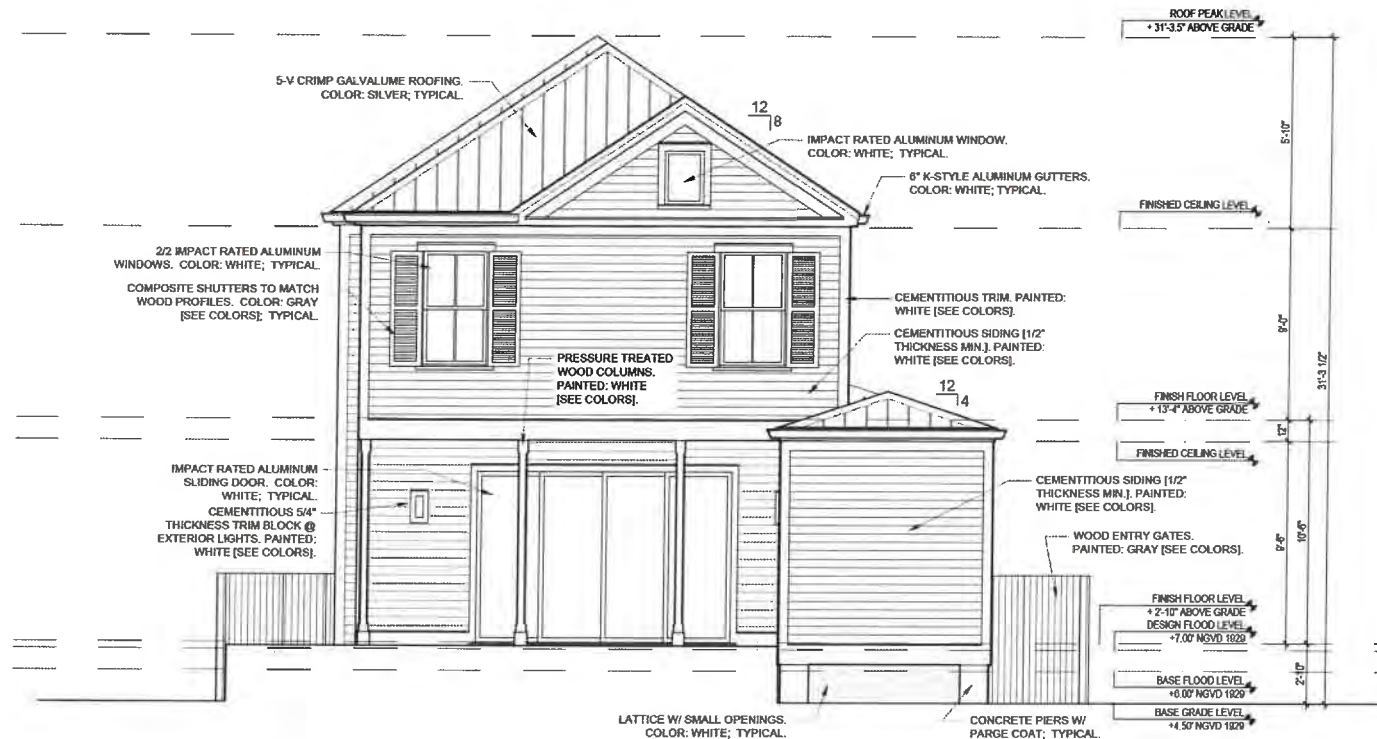 ROOF PEAK LEVEL
+ 31'-3.5" ABOVE GRADE
5-V CRIMP GALVALUME ROOFING.
COLOR: SILVER; TYPICAL.
12
8
IMPACT RATED ALUMINUM WINDOW.
COLOR: WHITE; TYPICAL.
6" K-STYLE ALUMINUM GUTTERS.
COLOR: WHITE; TYPICAL.
5'-10"
FINISHED CEILING LEVEL
2/2 IMPACT RATED ALUMINUM
WINDOWS. COLOR: WHITE; TYPICAL.
COMPOSITE SHUTTERS TO MATCH
WOOD PROFILES. COLOR: GRAY
[SEE COLORS]; TYPICAL.
CEMENTITIOUS TRIM. PAINTED:
WHITE [SEE COLORS].
CEMENTITIOUS SIDING [1/2"
THICKNESS MIN.]. PAINTED:
WHITE [SEE COLORS].
9'-0"
31'-3 1/2"
PRESSURE TREATED
WOOD COLUMNS.
PAINTED: WHITE
[SEE COLORS].
12
4
FINISH FLOOR LEVEL
+ 13'-4" ABOVE GRADE
12"
FINISHED CEILING LEVEL
IMPACT RATED ALUMINUM
SLIDING DOOR. COLOR:
WHITE; TYPICAL.
CEMENTITIOUS 5/4"
THICKNESS TRIM BLOCK @
EXTERIOR LIGHTS. PAINTED:
WHITE [SEE COLORS].
CEMENTITIOUS SIDING [1/2"
THICKNESS MIN.]. PAINTED:
WHITE [SEE COLORS].
WOOD ENTRY GATES.
PAINTED: GRAY [SEE COLORS].
9'-6"
10'-6"
FINISH FLOOR LEVEL
+ 2'-10" ABOVE GRADE
DESIGN FLOOD LEVEL
+7.00' NGVD 1929
BASE FLOOD LEVEL
+6.00' NGVD 1929
2'-10"
BASE GRADE LEVEL
+4.50' NGVD 1929
LATTICE W/ SMALL OPENINGS.
COLOR: WHITE; TYPICAL.
CONCRETE PIERS W/
PARGE COAT; TYPICAL.